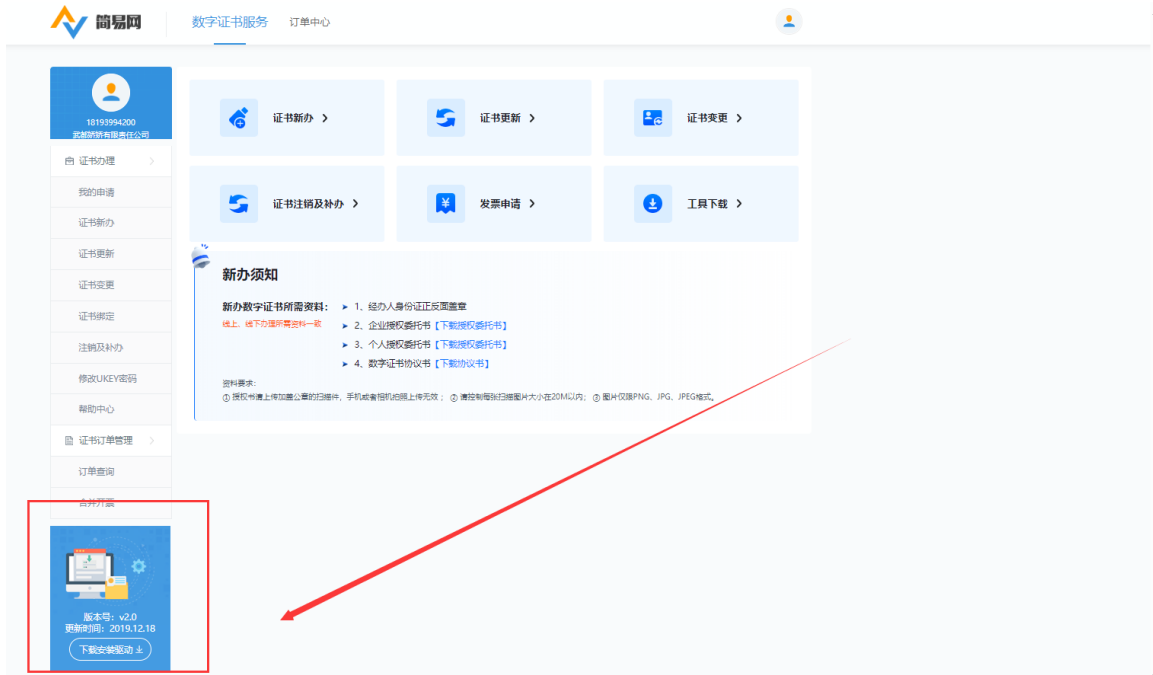 简易网
数字证书服务
订单中心
18193994200
武都骄骄有限责任公司
证书办理
我的申请
证书新办
证书更新
证书变更
证书绑定
注销及补办
修改UKEY密码
帮助中心
证书订单管理
订单查询
合并开票
版本号：v2.0
更新时间：2019.12.18
下载安装驱动
证书新办
证书更新
证书变更
证书注销及补办
发票申请
工具下载
新办须知
新办数字证书所需资料：
线上、线下办理所需资料一致
➤ 1、经办人身份证正反面盖章
➤ 2、企业授权委托书【下载授权委托书】
➤ 3、个人授权委托书【下载授权委托书】
➤ 4、数字证书协议书【下载协议书】
资料要求：
① 授权书请上传加盖公章的扫描件，手机或者相机拍照上传无效； ② 请控制每张扫描图片大小在20M以内； ③ 图片仅限PNG、JPG、JPEG格式。